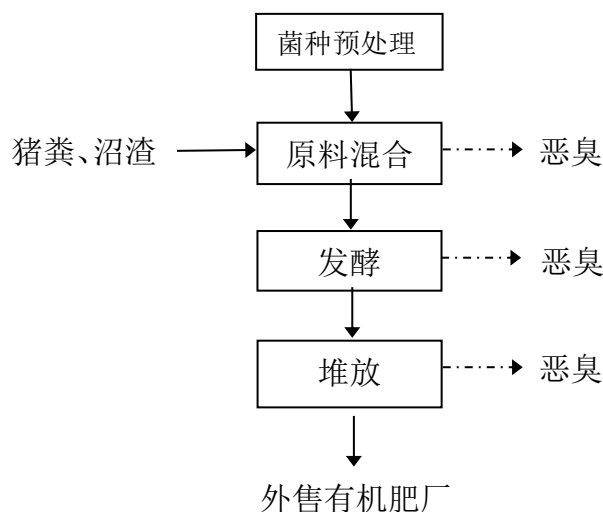 菌种预处理
猪粪、沼渣
原料混合
恶臭
发酵
恶臭
堆放
恶臭
外售有机肥厂